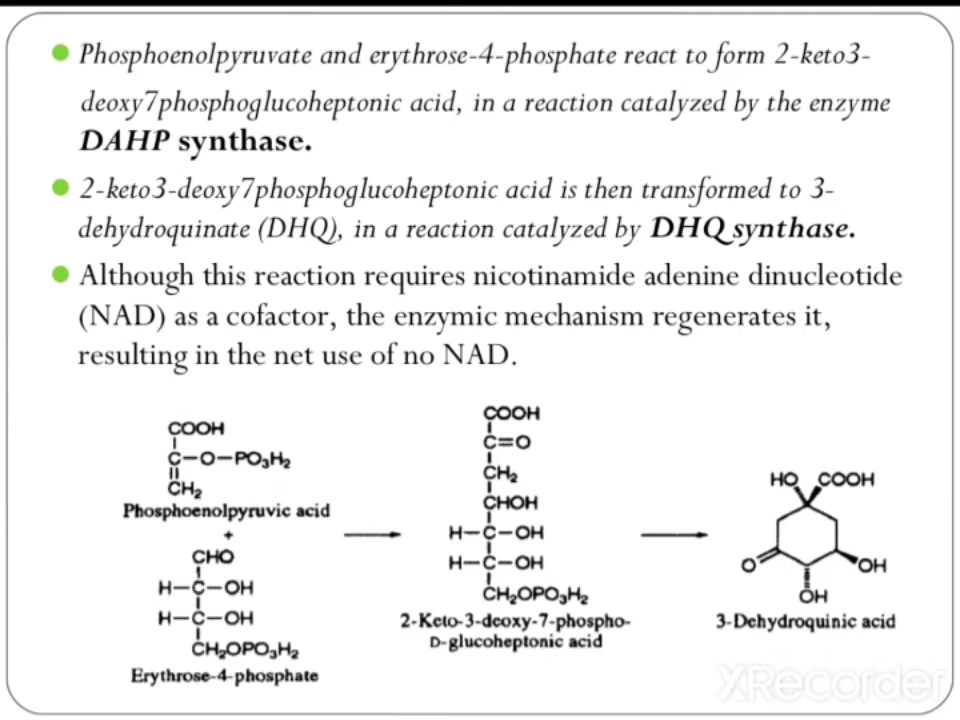 Phosphoenolpyruvate and erythrose-4-phosphate react to form 2-keto3-
deoxy7phosphoglucoheptonic acid, in a reaction catalyzed by the enzyme
DAHP synthase.
2-keto3-deoxy7phosphoglucoheptonic acid is then transformed to 3-
dehydroquinate (DHQ), in a reaction catalyzed by DHQ synthase.
Although this reaction requires nicotinamide adenine dinucleotide
(NAD) as a cofactor, the enzymic mechanism regenerates it,
resulting in the net use of no NAD.
COOH
C-O-PO₃H₂
CH₂
Phosphoenolpyruvic acid
+
CHO
H-C-OH
H-C-OH
CH₂OPO₃H₂
Erythrose-4-phosphate
COOH
C=O
CH₂
CHOH
H-C-OH
H-C-OH
CH₂OPO₃H₂
2-Keto-3-deoxy-7-phospho-
D-glucoheptonic acid
HO COOH
O OH
OH
3-Dehydroquinic acid
XRecorder